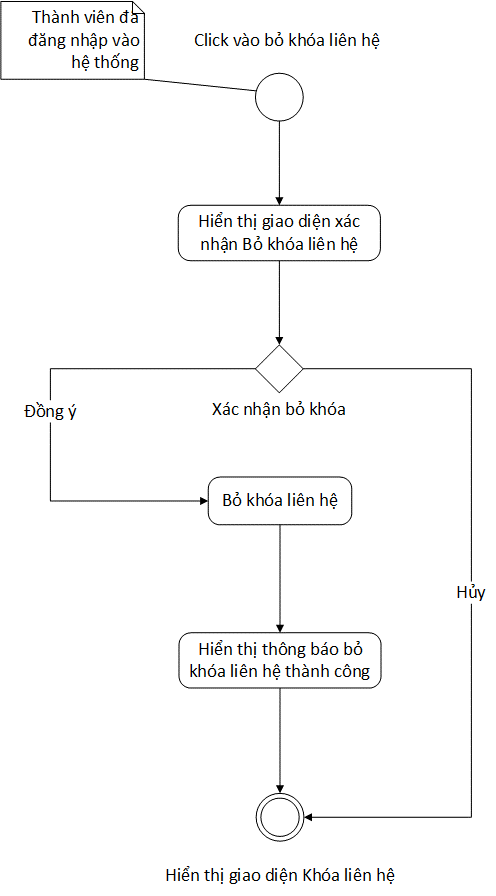 Thành viên đã
đăng nhập vào
hệ thống
Click vào bỏ khóa liên hệ
Hiển thị giao diện xác
nhận Bỏ khóa liên hệ
Đồng ý
Xác nhận bỏ khóa
Bỏ khóa liên hệ
Hủy
Hiển thị thông báo bỏ
khóa liên hệ thành công
Hiển thị giao diện Khóa liên hệ